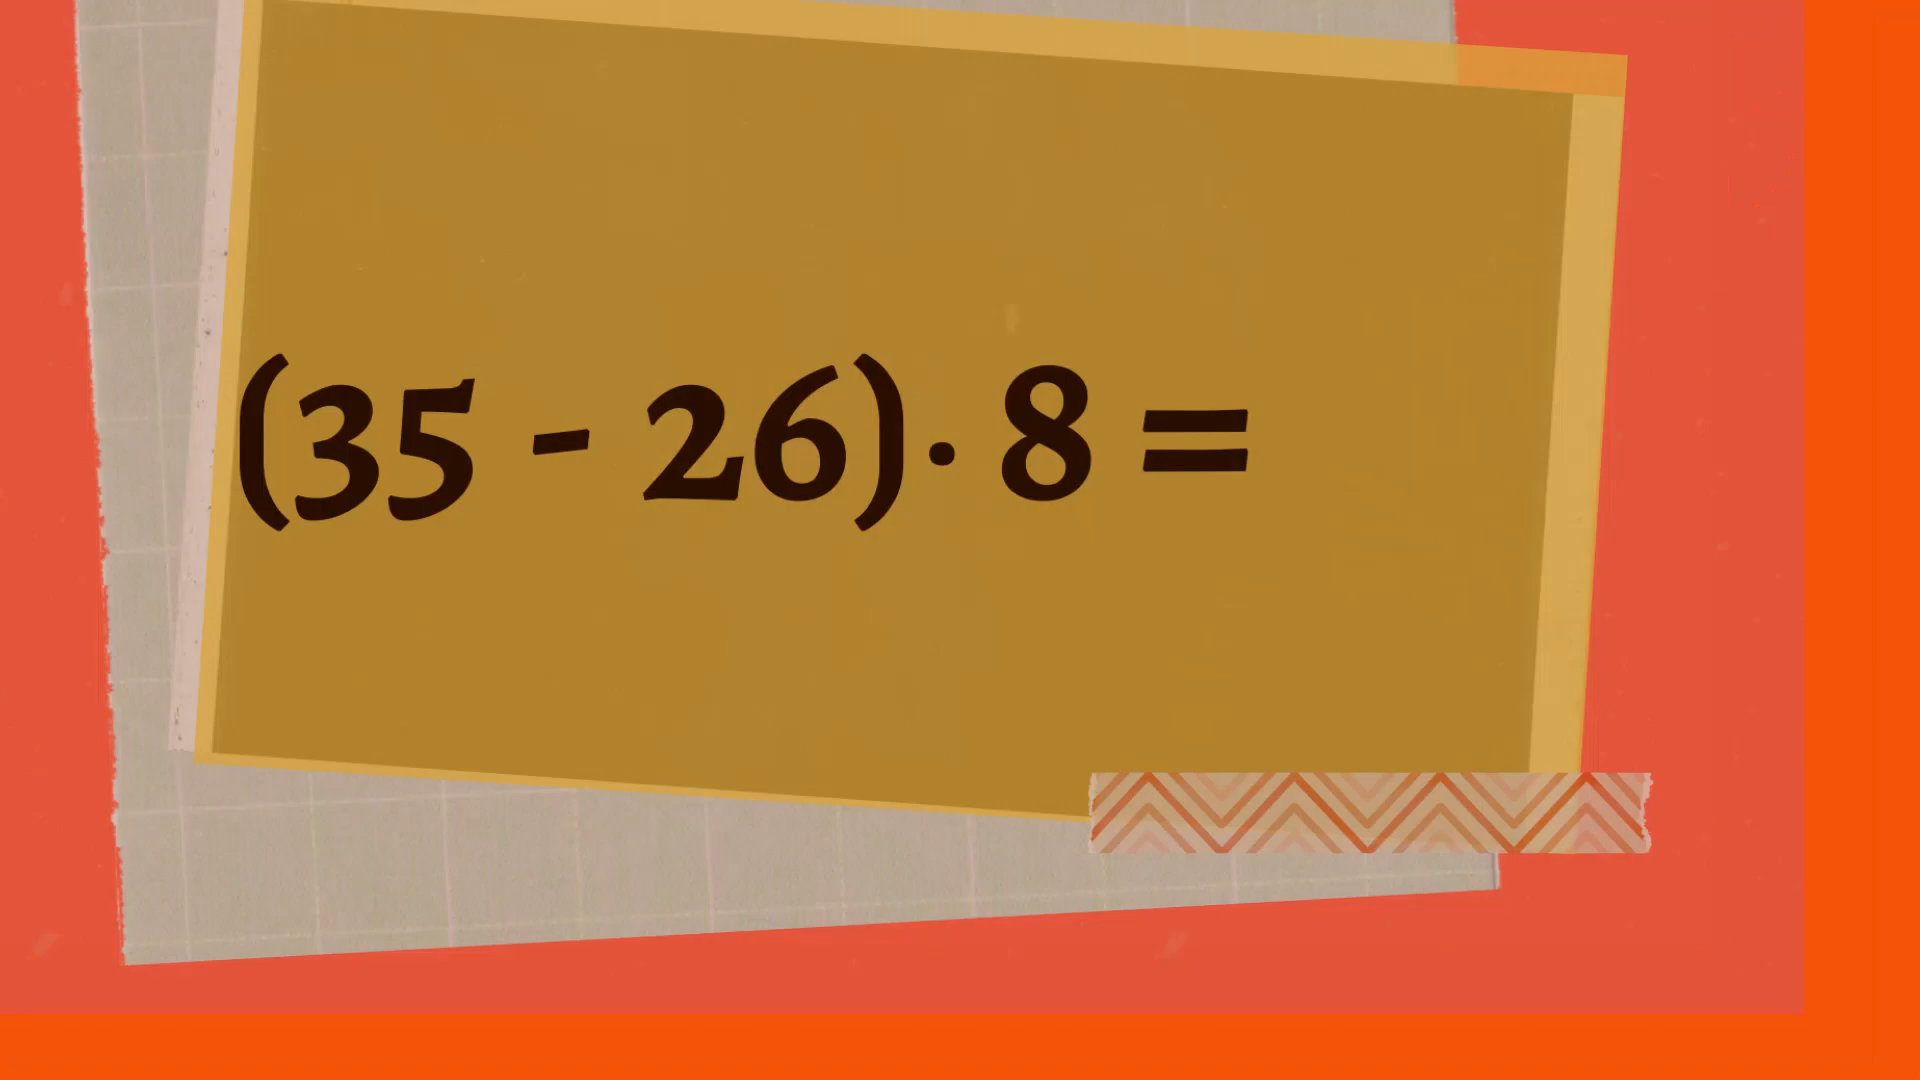 (35 - 26) · 8 =